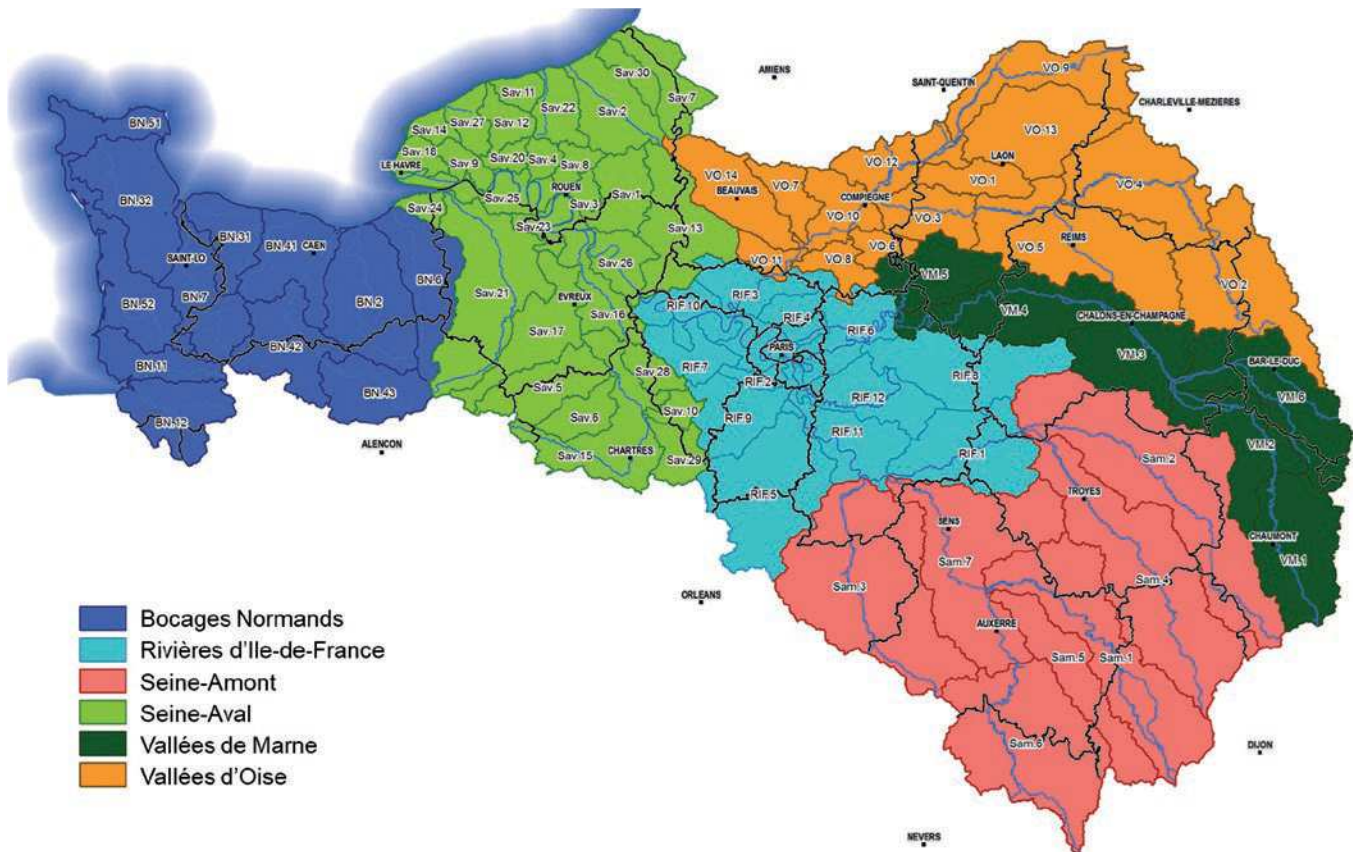 AMIENS
SAINT-QUENTIN
VO.9
CHARLEVILLE-MEZIERES
Sav.30
Sav.7
Sav.11
Sav.22
Sav.2
BN.51
Sav.14
Sav.27
Sav.12
VO.13
Sav.18
LE HAVRE
Sav.9
Sav.20
Sav.4
Sav.8
VO.12
LAON
VO.14
BEAUVAIS
VO.7
COMPIEGNE
VO.1
VO.4
BN.32
Sav.24
Sav.25
ROUEN
Sav.3
Sav.1
VO.10
VO.3
BN.31
BN.41
CAEN
Sav.23
Sav.13
VO.6
VO.5
REIMS
SAINT-LO
Sav.26
VO.11
VO.8
BN.6
VM.5
BN.52
BN.7
BN.2
Sav.21
EVREUX
Sav.16
RIF.10
RIF.3
RIF.4
RIF.6
VM.4
CHALONS-EN-CHAMPAGNE
VO.2
Sav.17
PARIS
BN.42
BN.11
Sav.28
RIF.7
RIF.2
RIF.8
VM.3
BAR-LE-DUC
BN.43
Sav.5
RIF.12
VM.6
BN.12
Sav.6
Sav.10
RIF.9
RIF.11
VM.2
ALENCON
Sav.15
CHARTRES
Sav.29
RIF.1
Sam.2
RIF.5
TROYES
SENS
CHAUMONT
VM.1
Sam.7
Sam.3
Sam.4
ORLEANS
AUXERRE
Sam.5
Sam.1
Sam.6
DIJON
NEVERS
Bocages Normands
Rivières d'Ile-de-France
Seine-Amont
Seine-Aval
Vallées de Marne
Vallées d'Oise